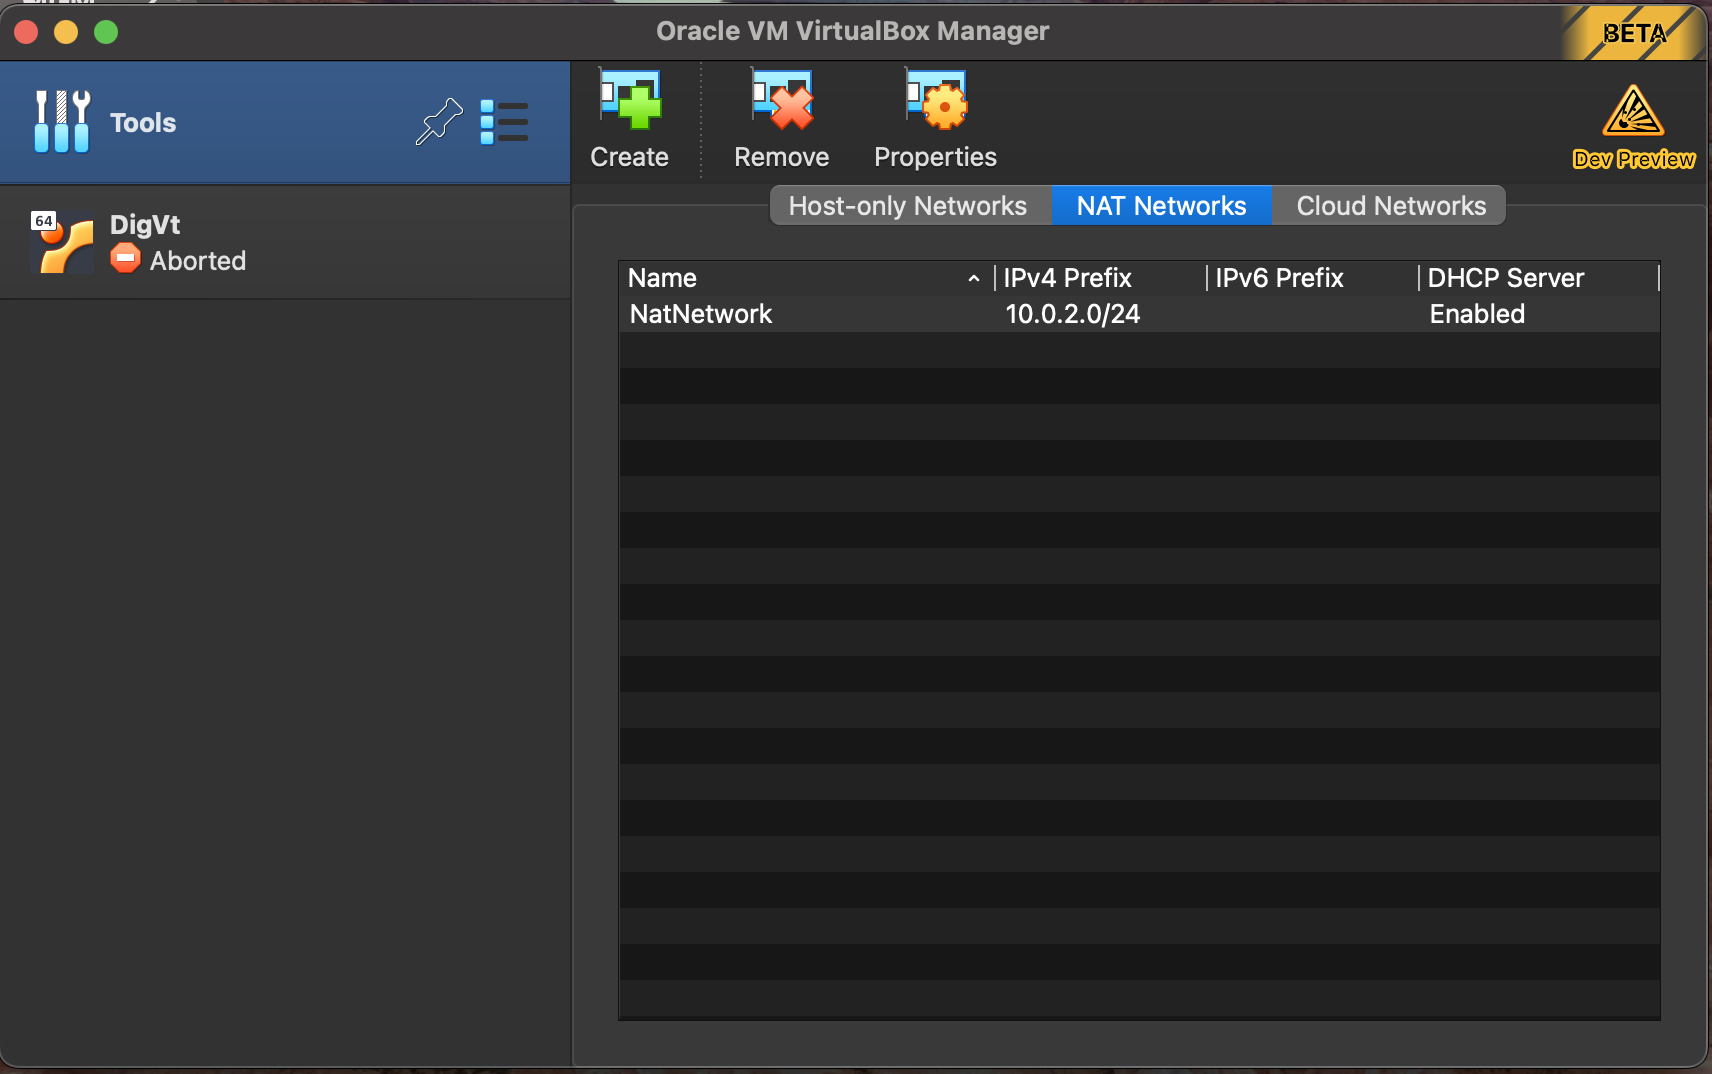 Oracle VM VirtualBox Manager
BETA
Tools
Create
Remove
Properties
Dev Preview
64
DigVt
Aborted
Host-only Networks
NAT Networks
Cloud Networks
Name
IPv4 Prefix
IPv6 Prefix
DHCP Server
NatNetwork
10.0.2.0/24
Enabled